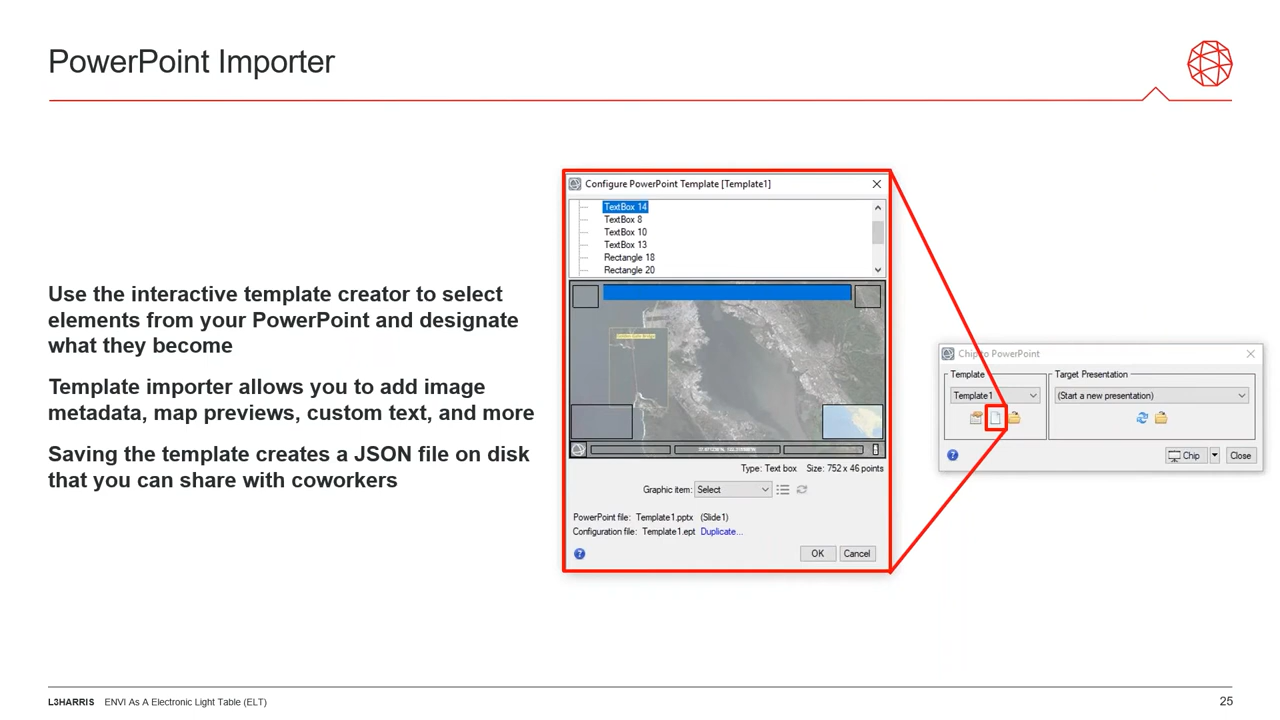 PowerPoint Importer
Use the interactive template creator to select
elements from your PowerPoint and designate
what they become
Template importer allows you to add image
metadata, map previews, custom text, and more
Saving the template creates a JSON file on disk
that you can share with coworkers
Configure PowerPoint Template [Template1]
TextBox 14
TextBox 8
TextBox 10
TextBox 13
Rectangle 18
Rectangle 20
Type: Text box Size: 752 x 46 points
Graphic item: Select
PowerPoint file: Template1.pptx (Slide1)
Configuration file: Template1.ept Duplicate...
OK Cancel
Chip to PowerPoint
Template
Template1
Target Presentation
(Start a new presentation)
Chip
Close
L3HARRIS ENVI As A Electronic Light Table (ELT)
25